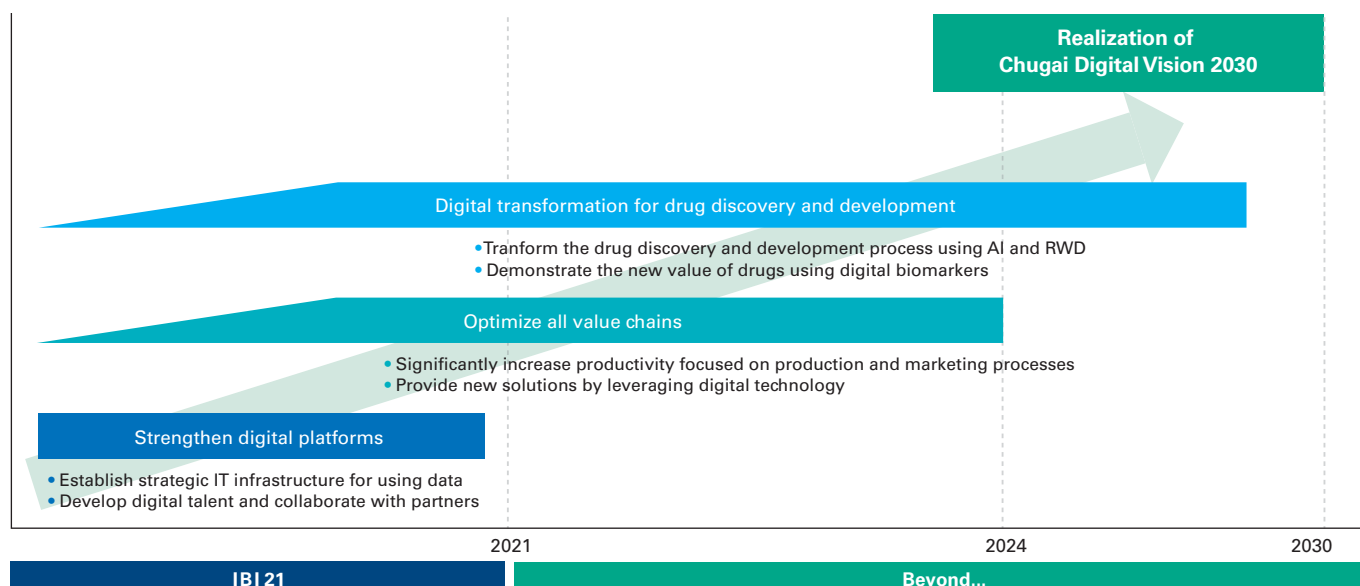 Realization of
Chugai Digital Vision 2030
Digital transformation for drug discovery and development
• Tranform the drug discovery and development process using AI and RWD
• Demonstrate the new value of drugs using digital biomarkers
Optimize all value chains
• Significantly increase productivity focused on production and marketing processes
• Provide new solutions by leveraging digital technology
Strengthen digital platforms
• Establish strategic IT infrastructure for using data
• Develop digital talent and collaborate with partners
2021 2024 2030
IBI 21 Beyond...